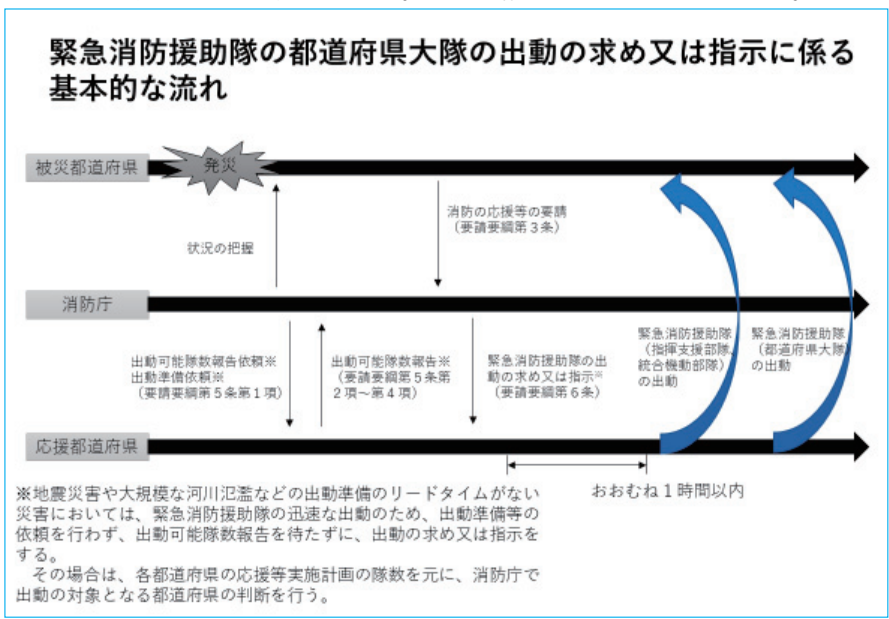 緊急消防援助隊の都道府県大隊の出動の求め又は指示に係る
基本的な流れ
被災都道府県
発災
消防の応援等の要請
（要請要綱第３条）
状況の把握
消防庁
出動可能隊数報告依頼※
出動準備依頼※
（要請要綱第５条第１項）
出動可能隊数報告※
（要請要綱第５条第
２項～第４項）
緊急消防援助隊の出
動の求め又は指示※
（要請要綱第６条）
緊急消防援助隊
（指揮支援部隊、
統合機動部隊）
の出動
緊急消防援助隊
（都道府県大隊）
の出動
応援都道府県
おおむね１時間以内
※地震災害や大規模な河川氾濫などの出動準備のリードタイムがない
災害においては、緊急消防援助隊の迅速な出動のため、出動準備等の
依頼を行わず、出動可能隊数報告を待たずに、出動の求め又は指示を
する。
　その場合は、各都道府県の応援等実施計画の隊数を元に、消防庁で
出動の対象となる都道府県の判断を行う。